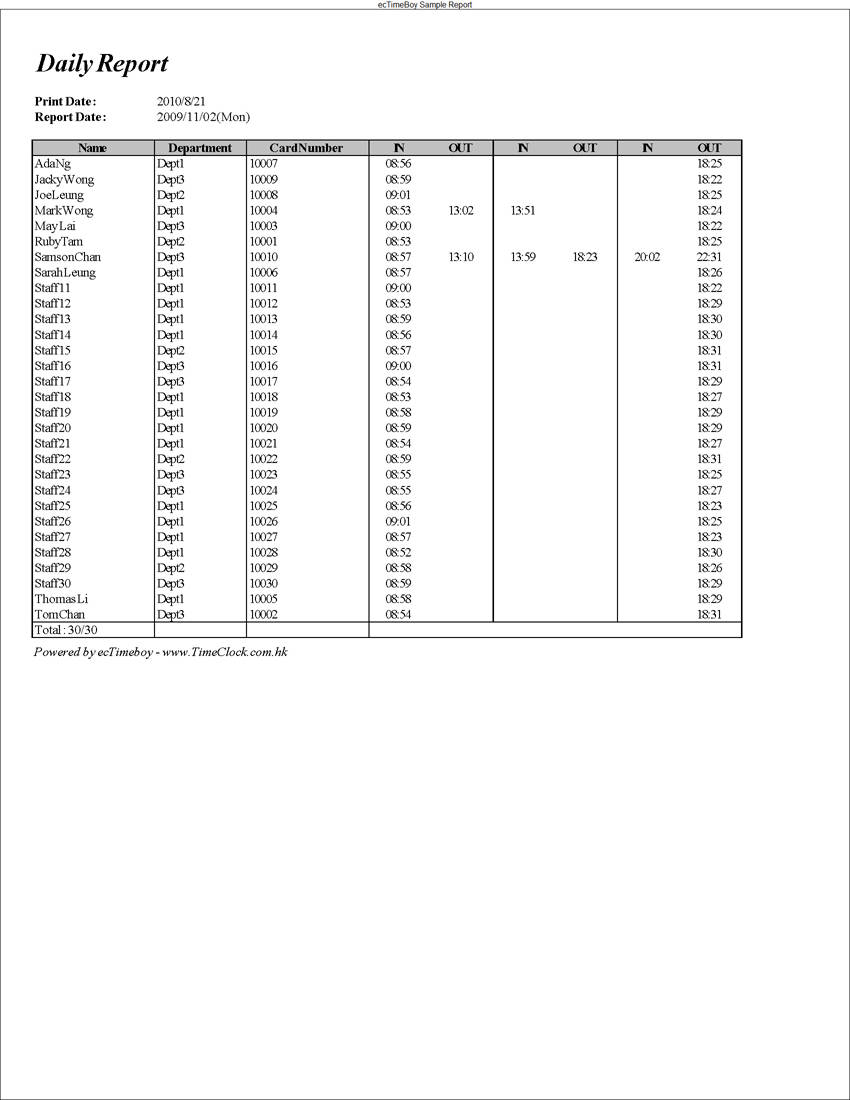 ecTimeBoy Sample Report
Daily Report
Print Date: 2010/8/21
Report Date: 2009/11/02(Mon)
Name Department CardNumber IN OUT IN OUT IN OUT
AdaNg Dept1 10007 08:56 18:25
JackyWong Dept3 10009 08:59 18:22
JoeLeung Dept2 10008 09:01 18:25
MarkWong Dept1 10004 08:53 13:02 13:51 18:24
MayLai Dept3 10003 09:00 18:22
RubyTam Dept2 10001 08:53 18:25
SamsonChan Dept3 10010 08:57 13:10 13:59 18:23 20:02 22:31
SarahLeung Dept1 10006 08:57 18:26
Staff11 Dept1 10011 09:00 18:22
Staff12 Dept1 10012 08:53 18:29
Staff13 Dept1 10013 08:59 18:30
Staff14 Dept1 10014 08:56 18:30
Staff15 Dept2 10015 08:57 18:31
Staff16 Dept3 10016 09:00 18:31
Staff17 Dept3 10017 08:54 18:29
Staff18 Dept1 10018 08:53 18:27
Staff19 Dept1 10019 08:58 18:29
Staff20 Dept1 10020 08:59 18:29
Staff21 Dept1 10021 08:54 18:27
Staff22 Dept2 10022 08:59 18:31
Staff23 Dept3 10023 08:55 18:25
Staff24 Dept3 10024 08:55 18:27
Staff25 Dept1 10025 08:56 18:23
Staff26 Dept1 10026 09:01 18:25
Staff27 Dept1 10027 08:57 18:23
Staff28 Dept1 10028 08:52 18:30
Staff29 Dept2 10029 08:58 18:26
Staff30 Dept3 10030 08:59 18:29
ThomasLi Dept1 10005 08:58 18:29
TomChan Dept3 10002 08:54 18:31
Total : 30/30
Powered by ecTimeboy - www.TimeClock.com.hk